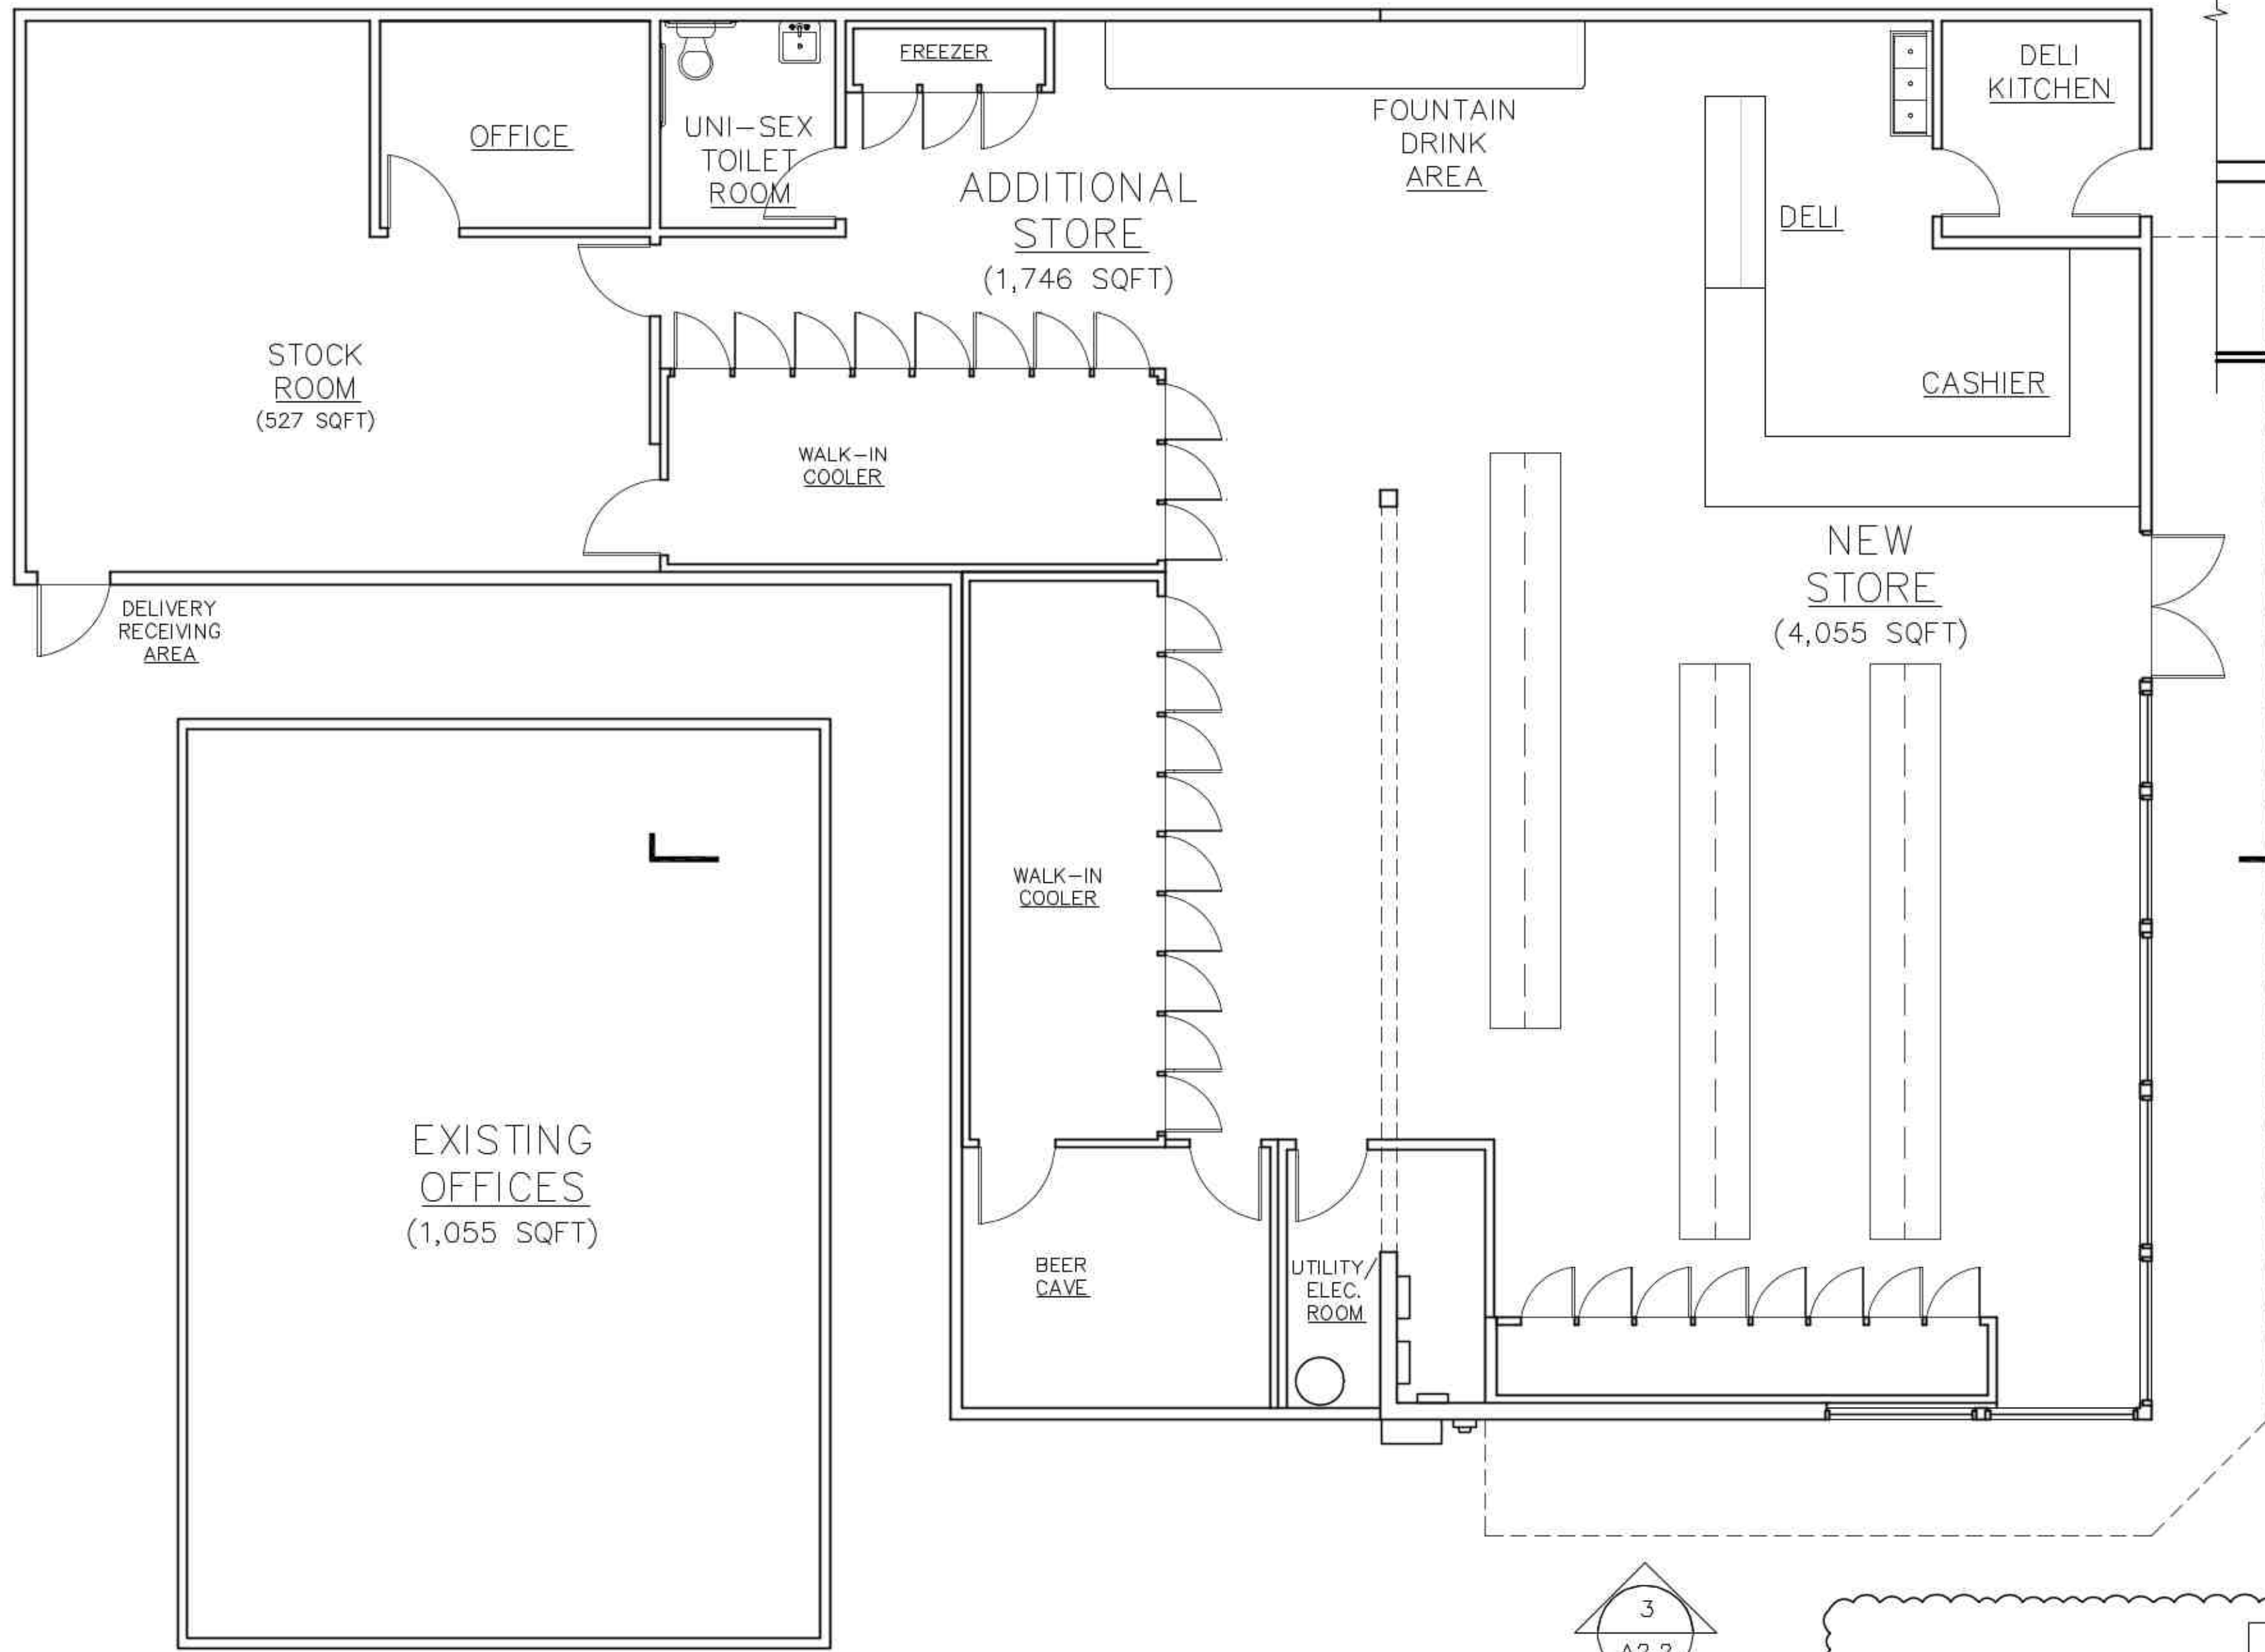 OFFICE
UNI-SEX
TOILET
ROOM
FREEZER
FOUNTAIN
DRINK
AREA
DELI
KITCHEN
ADDITIONAL
STORE
(1,746 SQFT)
DELI
STOCK
ROOM
(527 SQFT)
CASHIER
WALK-IN
COOLER
NEW
STORE
(4,055 SQFT)
DELIVERY
RECEIVING
AREA
WALK-IN
COOLER
EXISTING
OFFICES
(1,055 SQFT)
BEER
CAVE
UTILITY/
ELEC.
ROOM
3